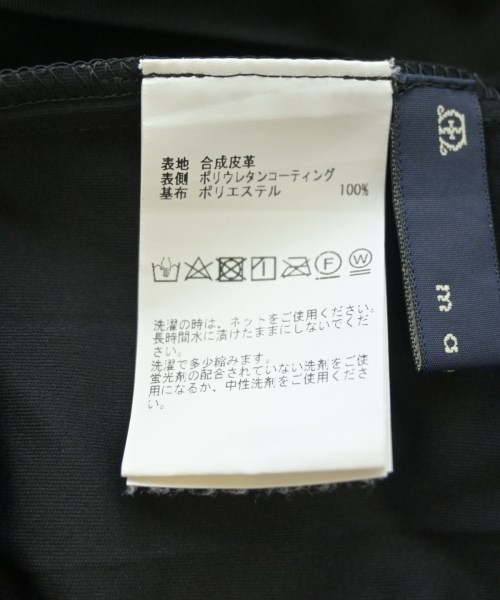 表地 合成皮革
表側 ポリウレタンコーティング
基布 ポリエステル 100%
F W
洗濯の時は、ネットをご使用ください。
長時間水に漬けたままにしないでくだ
さい。
洗濯で多少縮みます。
蛍光剤の配合されていない洗剤をご使
用になるか、中性洗剤をご使用くださ
い。
m a